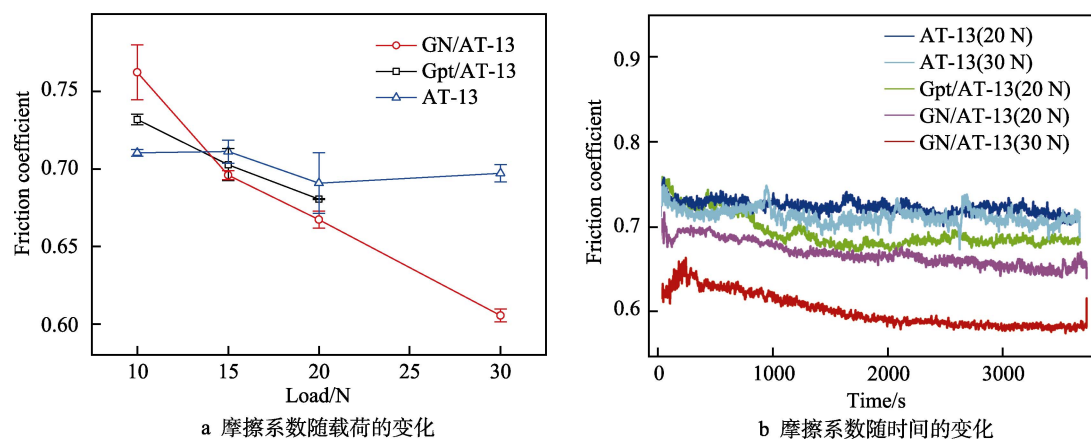 GN/AT-13
Gpt/AT-13
AT-13
0.75
0.70
0.65
0.60
Friction coefficient
10 15 20 25 30
Load/N
a 摩擦系数随载荷的变化
AT-13(20 N)
AT-13(30 N)
Gpt/AT-13(20 N)
GN/AT-13(20 N)
GN/AT-13(30 N)
0.9
0.8
0.7
0.6
Friction coefficient
0 1000 2000 3000
Time/s
b 摩擦系数随时间的变化